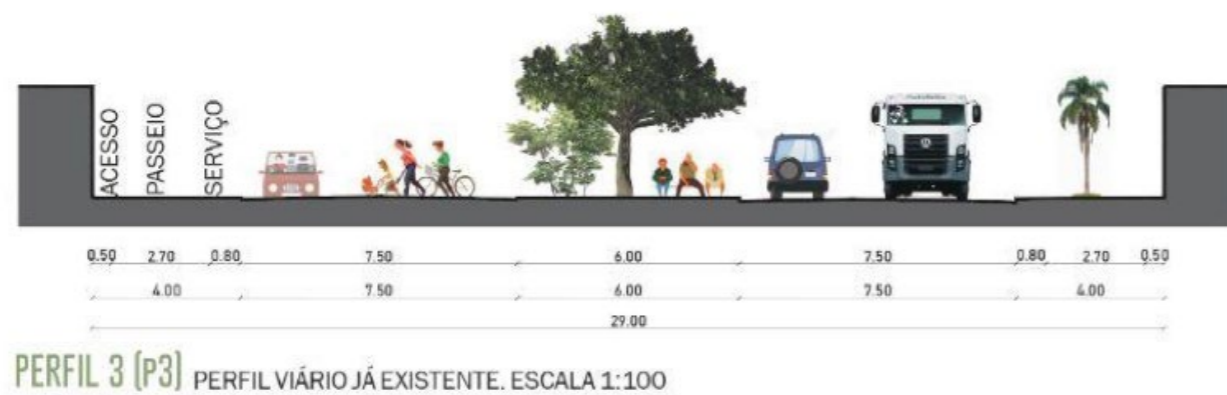 ACESSO
PASSEIO
SERVIÇO
0.50 2.70 0.80 7.50 6.00 7.50 0.80 2.70 0.50
4.00 7.50 6.00 7.50 4.00
29.00
PERFIL 3 (P3) PERFIL VIÁRIO JÁ EXISTENTE. ESCALA 1:100